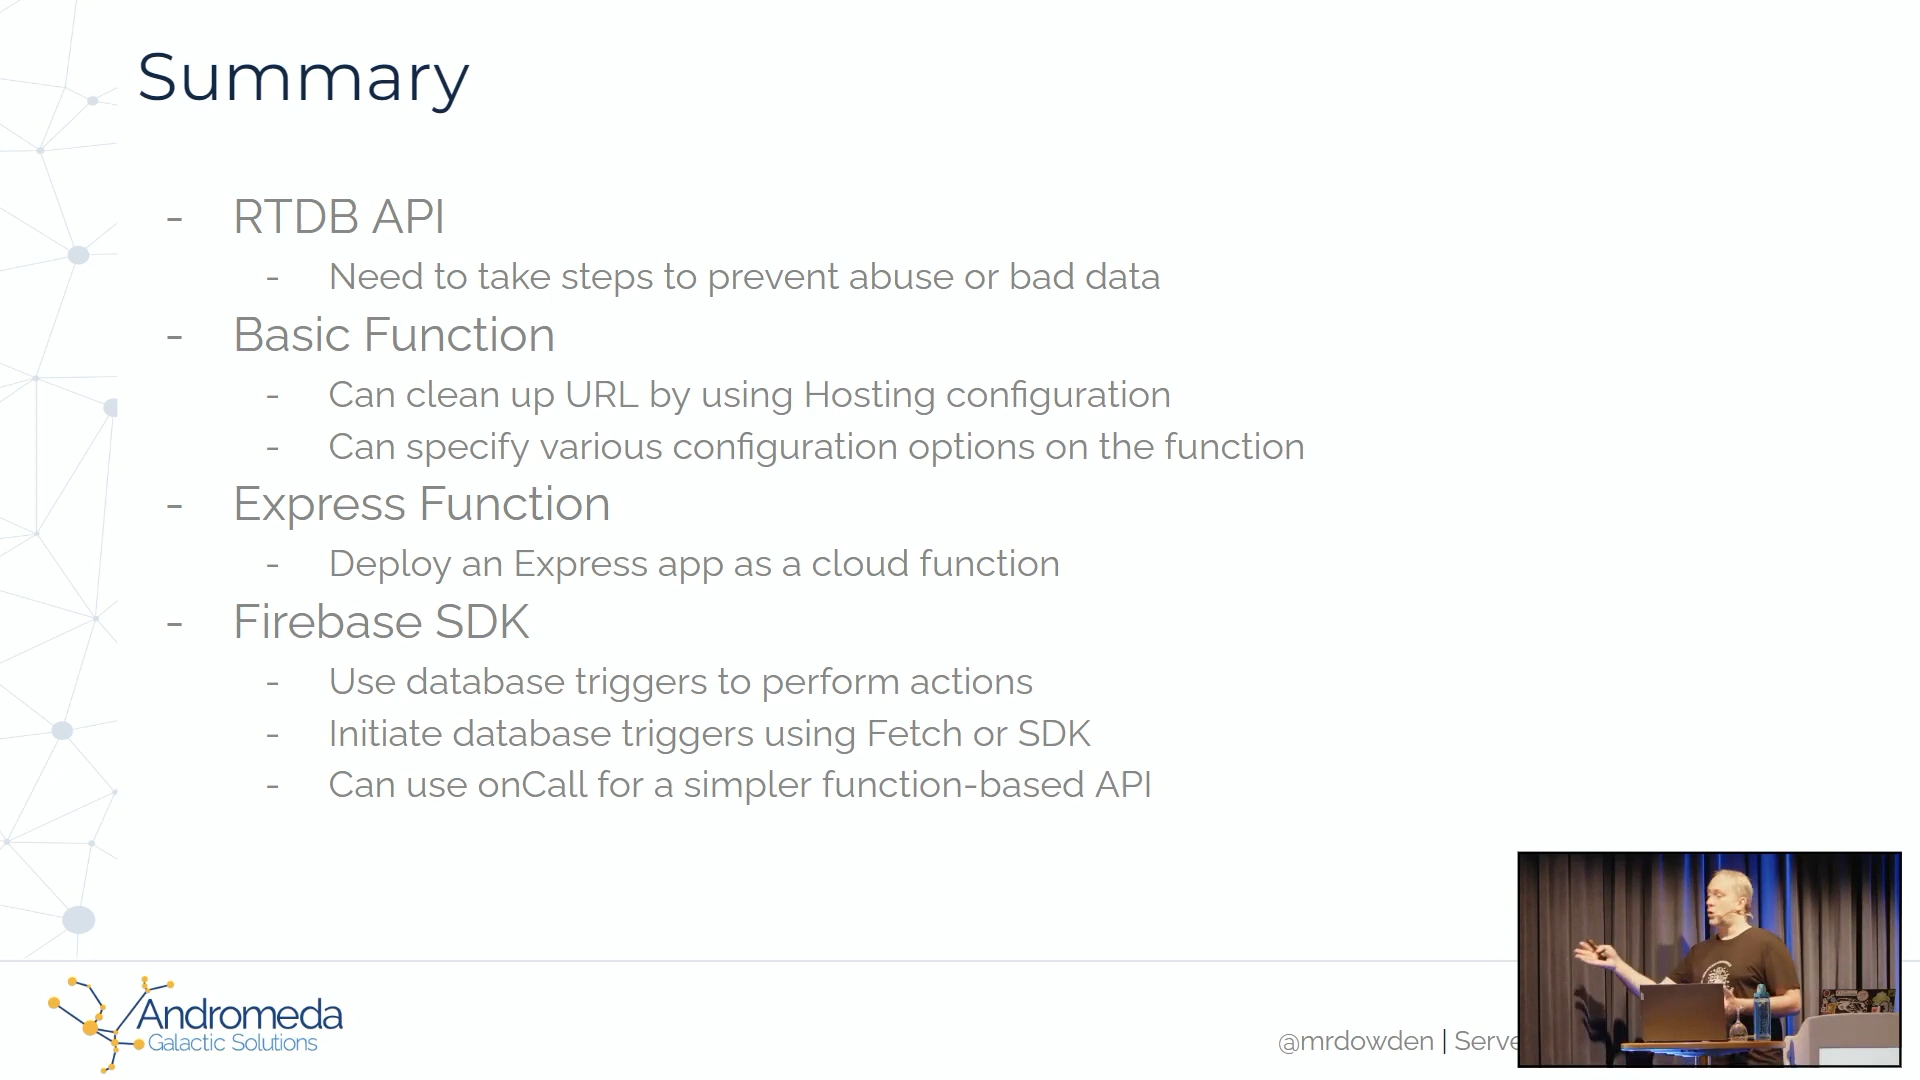 Summary
- RTDB API
- Need to take steps to prevent abuse or bad data
- Basic Function
- Can clean up URL by using Hosting configuration
- Can specify various configuration options on the function
- Express Function
- Deploy an Express app as a cloud function
- Firebase SDK
- Use database triggers to perform actions
- Initiate database triggers using Fetch or SDK
- Can use onCall for a simpler function-based API
Andromeda
Galactic Solutions
@mrdowden |